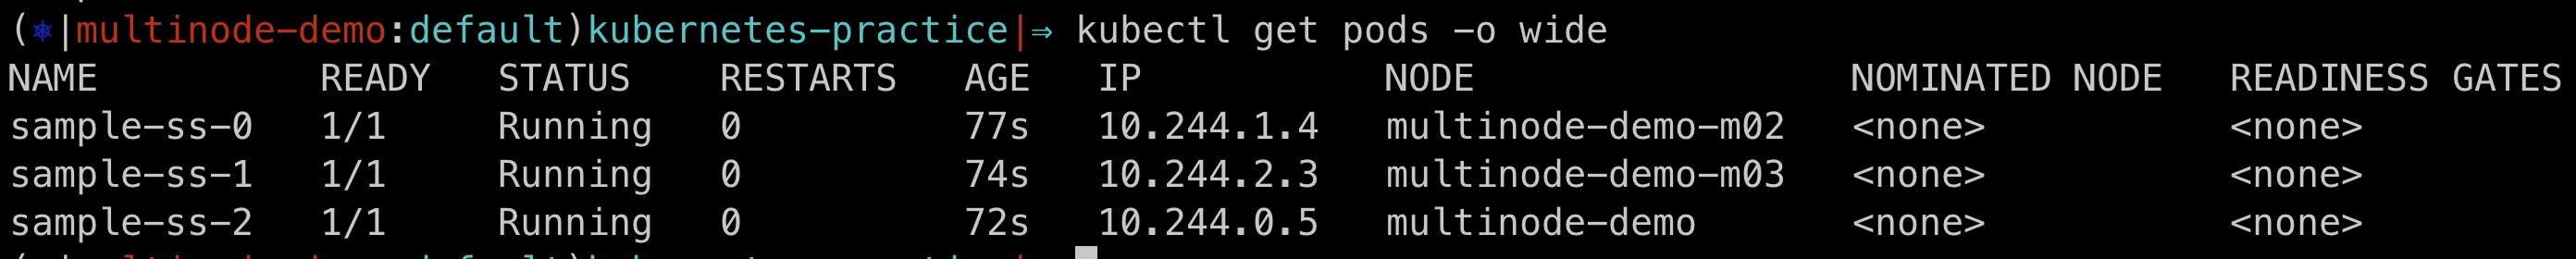 (⎈|multinode-demo:default)kubernetes-practice|⇒ kubectl get pods -o wide
NAME READY STATUS RESTARTS AGE IP NODE NOMINATED NODE READINESS GATES
sample-ss-0 1/1 Running 0 77s 10.244.1.4 multinode-demo-m02 <none> <none>
sample-ss-1 1/1 Running 0 74s 10.244.2.3 multinode-demo-m03 <none> <none>
sample-ss-2 1/1 Running 0 72s 10.244.0.5 multinode-demo <none> <none>